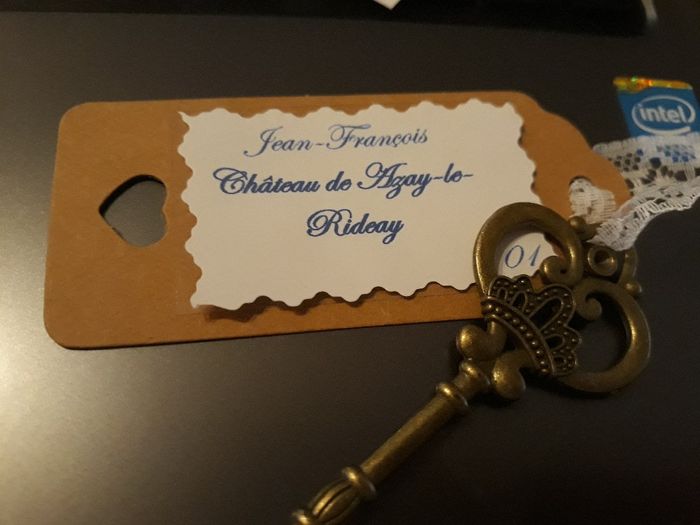 Jean-François
Château de Azay-le-
Rideay
01
intel